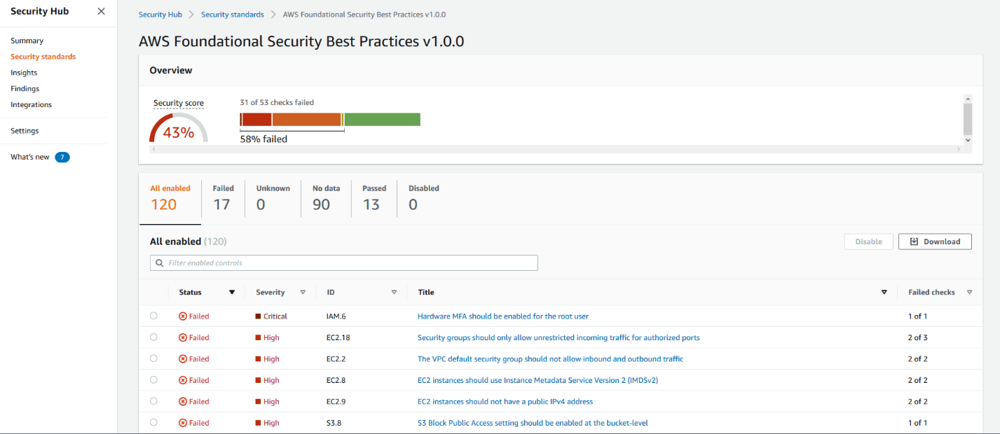 Security Hub
Summary
Security standards
Insights
Findings
Integrations
Settings
What's new 7
Security Hub Security standards AWS Foundational Security Best Practices v1.0.0
AWS Foundational Security Best Practices v1.0.0
Overview
Security score
43%
31 of 53 checks failed
58% failed
All enabled Failed Unknown No data Passed Disabled
120 17 0 90 13 0
All enabled (120)
Disable Download
Filter enabled controls
Status Severity ID Title Failed checks
Failed Critical IAM.6 Hardware MFA should be enabled for the root user 1 of 1
Failed High EC2.18 Security groups should only allow unrestricted incoming traffic for authorized ports 2 of 3
Failed High EC2.2 The VPC default security group should not allow inbound and outbound traffic 2 of 2
Failed High EC2.8 EC2 instances should use Instance Metadata Service Version 2 (IMDSv2) 2 of 2
Failed High EC2.9 EC2 instances should not have a public IPv4 address 2 of 2
Failed High S3.8 S3 Block Public Access setting should be enabled at the bucket-level 1 of 1